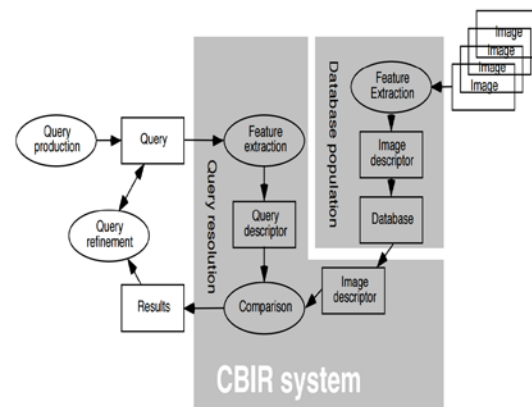 Image
Image
Image
Image
Feature
Extraction
Database population
Query
production
Query
Feature
extraction
Image
descriptor
Query resolution
Query
descriptor
Database
Query
refinement
Image
descriptor
Results
Comparison
CBIR system